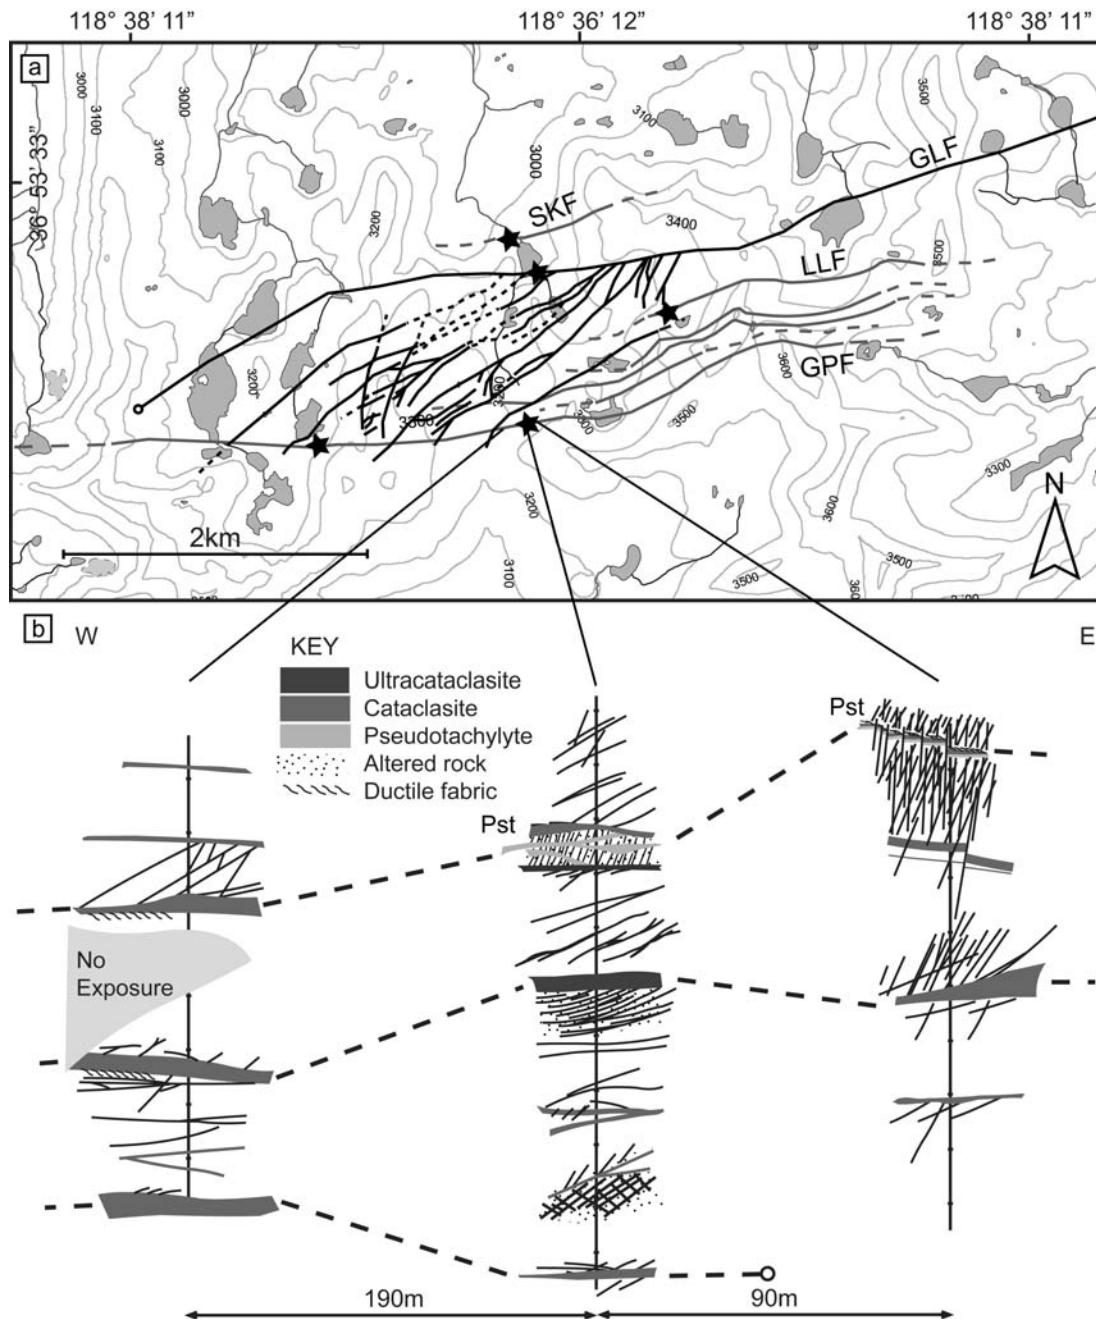 118° 38’ 11”
118° 36’ 12”
118° 38’ 11”
a
3000
3100
3100
3000
3200
3000
3100
3500
GLF
36° 53’ 33”
SKF
3400
LLF
3500
3200
3200
3300
3300
3600
GPF
3500
3300
3200
3600
N
2km
3100
3500
3500
b
W
E
KEY
Ultracataclasite
Cataclasite
Pseudotachylyte
Altered rock
Ductile fabric
Pst
Pst
No
Exposure
190m
90m